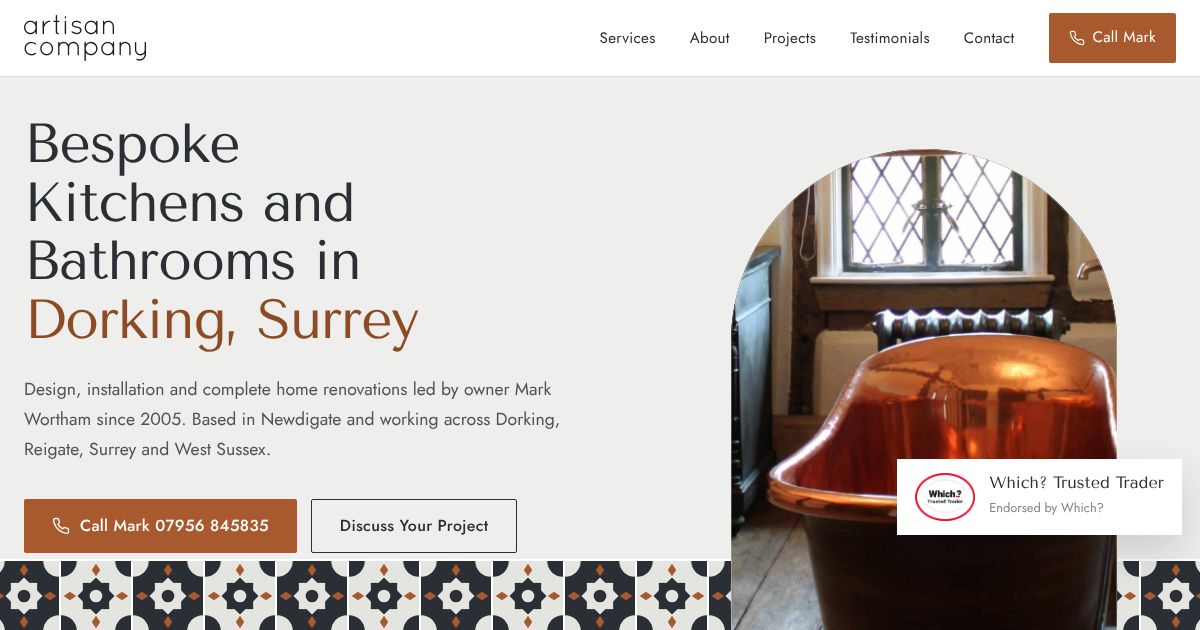 artisan
company
Services About Projects Testimonials Contact Call Mark
Bespoke
Kitchens and
Bathrooms in
Dorking, Surrey
Design, installation and complete home renovations led by owner Mark
Wortham since 2005. Based in Newdigate and working across Dorking,
Reigate, Surrey and West Sussex.
Call Mark 07956 845835 Discuss Your Project
Which?
Trusted Trader
Which? Trusted Trader
Endorsed by Which?